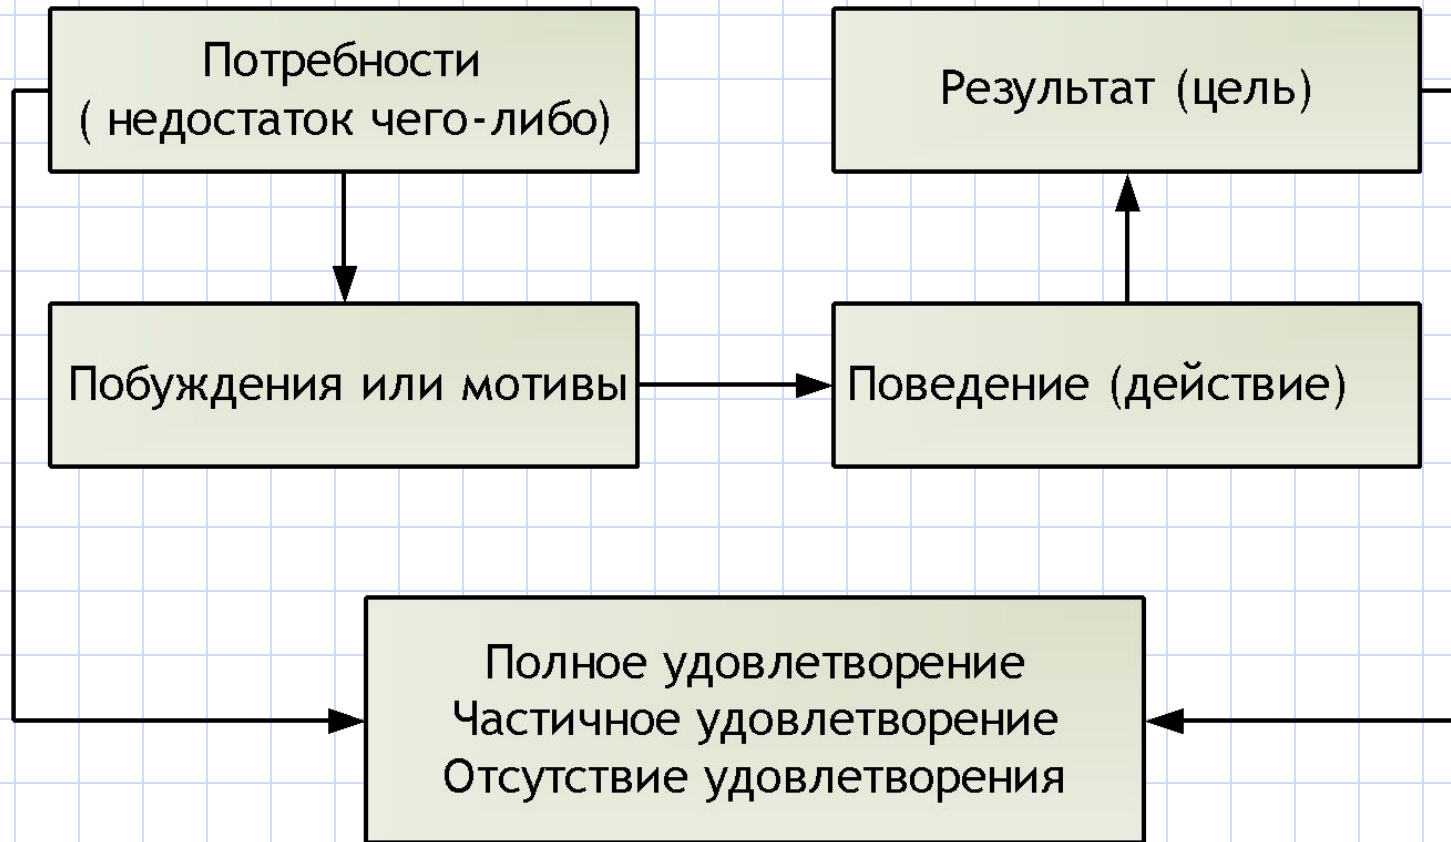 Потребности
( недостаток чего-либо)
Результат (цель)
Побуждения или мотивы
Поведение (действие)
Полное удовлетворение
Частичное удовлетворение
Отсутствие удовлетворения